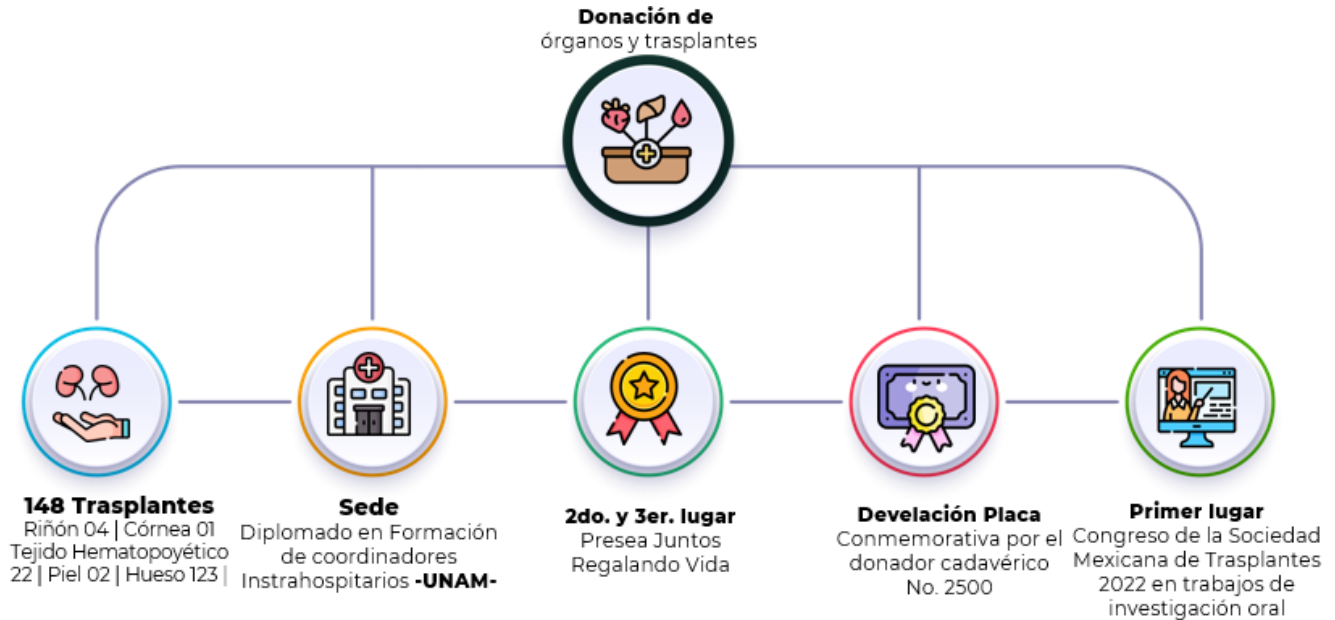 Donación de
órganos y trasplantes
148 Trasplantes
Riñón 04 | Córnea 01
Tejido Hematopoyético
22 | Piel 02 | Hueso 123 |
Sede
Diplomado en Formación
de coordinadores
Instrahospitarios -UNAM-
2do. y 3er. lugar
Presea Juntos
Regalando Vida
Develación Placa
Conmemorativa por el
donador cadavérico
No. 2500
Primer lugar
Congreso de la Sociedad
Mexicana de Trasplantes
2022 en trabajos de
investigación oral